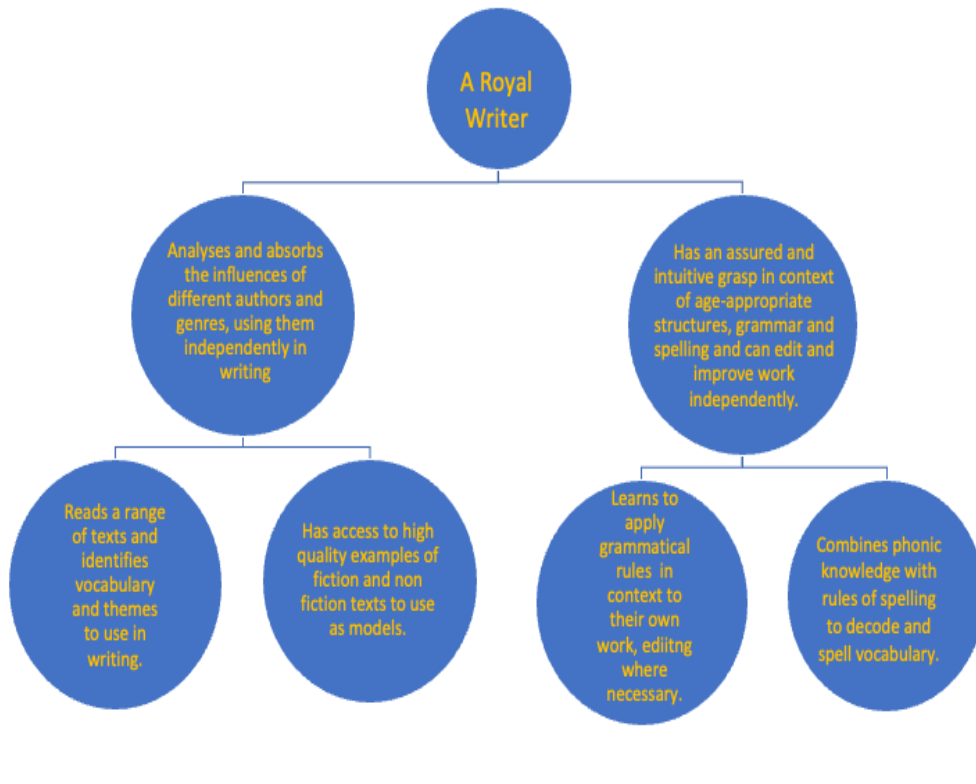 A Royal
Writer
Analyses and absorbs
the influences of
different authors and
genres, using them
independently in
writing
Has an assured and
intuitive grasp in context
of age-appropriate
structures, grammar and
spelling and can edit and
improve work
independently.
Reads a range
of texts and
identifies
vocabulary
and themes
to use in
writing.
Has access to high
quality examples of
fiction and non
fiction texts to use
as models.
Learns to
apply
grammatical
rules in
context to
their own
work, ediitng
where
necessary.
Combines phonic
knowledge with
rules of spelling
to decode and
spell vocabulary.